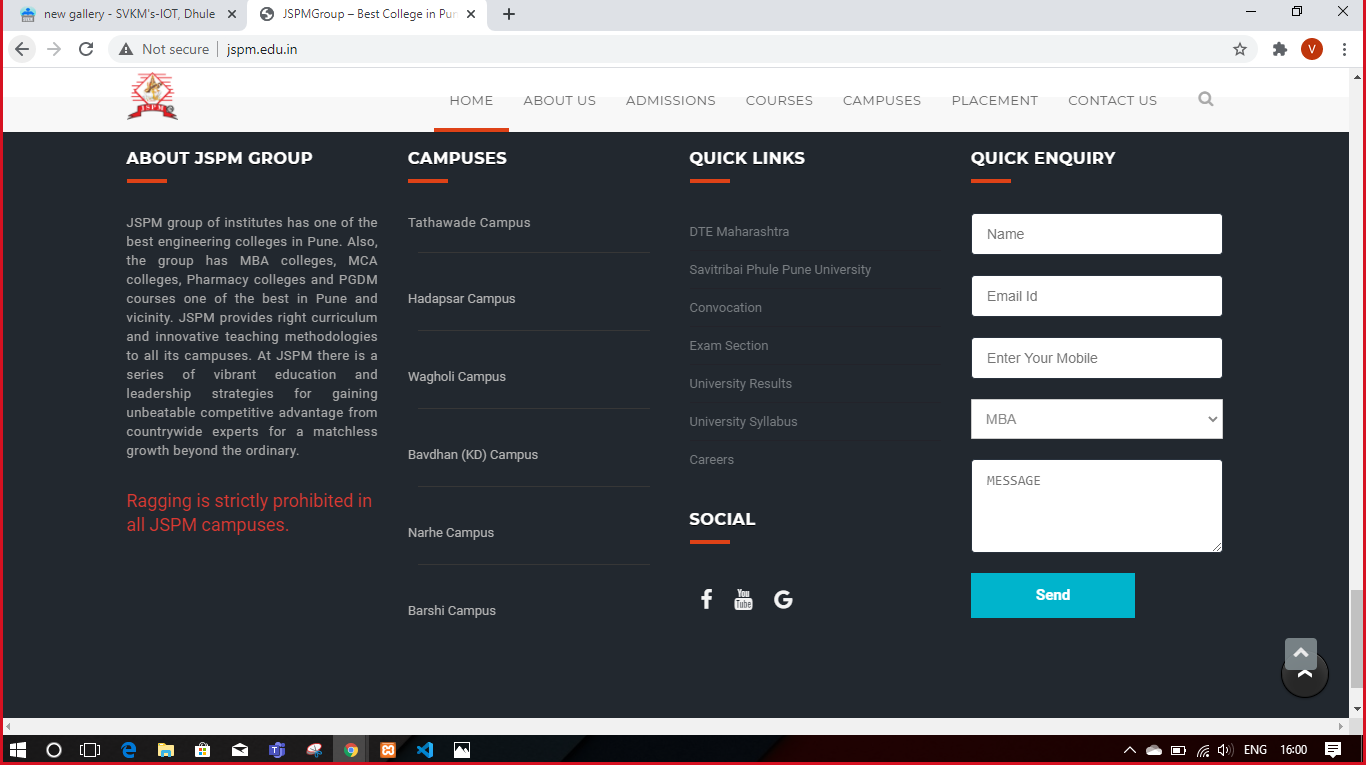 new gallery - SVKM's-IOT, Dhule
JSPMGroup – Best College in Pun
Not secure
jspm.edu.in
V
JSPM
HOME
ABOUT US
ADMISSIONS
COURSES
CAMPUSES
PLACEMENT
CONTACT US
ABOUT JSPM GROUP
JSPM group of institutes has one of the
best engineering colleges in Pune. Also,
the group has MBA colleges, MCA
colleges, Pharmacy colleges and PGDM
courses one of the best in Pune and
vicinity. JSPM provides right curriculum
and innovative teaching methodologies
to all its campuses. At JSPM there is a
series of vibrant education and
leadership strategies for gaining
unbeatable competitive advantage from
countrywide experts for a matchless
growth beyond the ordinary.
Ragging is strictly prohibited in
all JSPM campuses.
CAMPUSES
Tathawade Campus
Hadapsar Campus
Wagholi Campus
Bavdhan (KD) Campus
Narhe Campus
Barshi Campus
QUICK LINKS
DTE Maharashtra
Savitribai Phule Pune University
Convocation
Exam Section
University Results
University Syllabus
Careers
SOCIAL
You
Tube
QUICK ENQUIRY
Name
Email Id
Enter Your Mobile
MBA
MESSAGE
Send
ENG
16:00